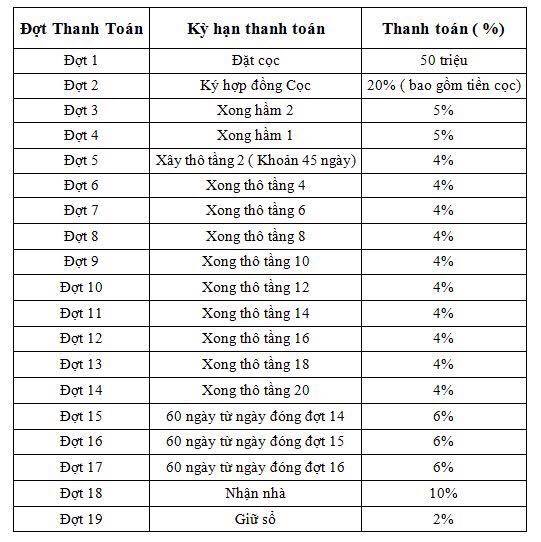 Đợt Thanh Toán Kỳ hạn thanh toán Thanh toán ( %)
Đợt 1 Đặt cọc 50 triệu
Đợt 2 Ký hợp đồng Cọc 20% ( bao gồm tiền cọc)
Đợt 3 Xong hầm 2 5%
Đợt 4 Xong hầm 1 5%
Đợt 5 Xây thô tầng 2 ( Khoản 45 ngày) 4%
Đợt 6 Xong thô tầng 4 4%
Đợt 7 Xong thô tầng 6 4%
Đợt 8 Xong thô tầng 8 4%
Đợt 9 Xong thô tầng 10 4%
Đợt 10 Xong thô tầng 12 4%
Đợt 11 Xong thô tầng 14 4%
Đợt 12 Xong thô tầng 16 4%
Đợt 13 Xong thô tầng 18 4%
Đợt 14 Xong thô tầng 20 4%
Đợt 15 60 ngày từ ngày đóng đợt 14 6%
Đợt 16 60 ngày từ ngày đóng đợt 15 6%
Đợt 17 60 ngày từ ngày đóng đợt 16 6%
Đợt 18 Nhận nhà 10%
Đợt 19 Giữ sổ 2%